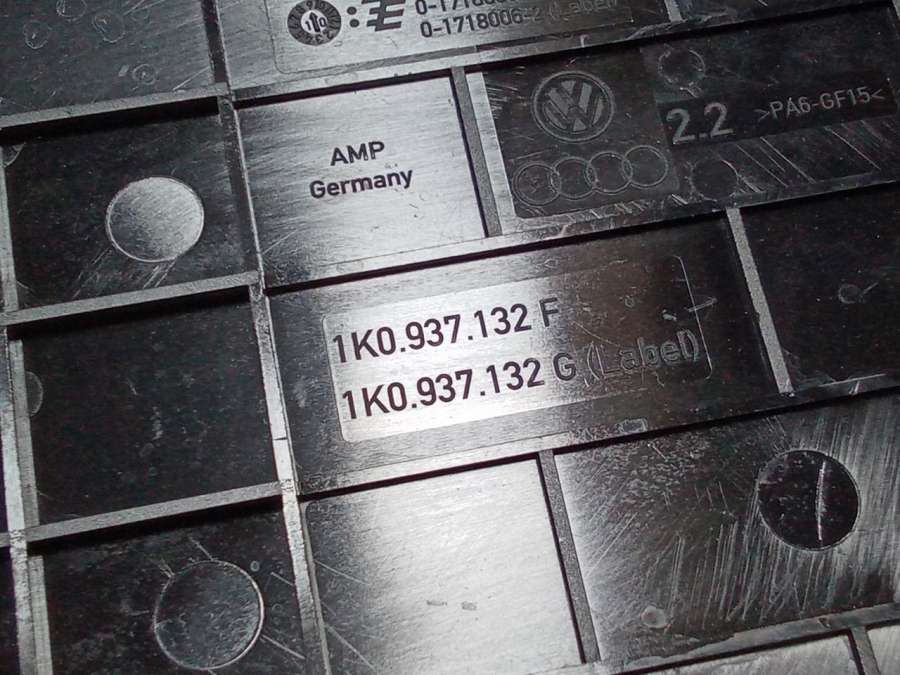 0-1718006-2 (Label)
AMP
Germany
2.2 >PA6-GF15<
1K0.937.132 F
1K0.937.132 G (Label)